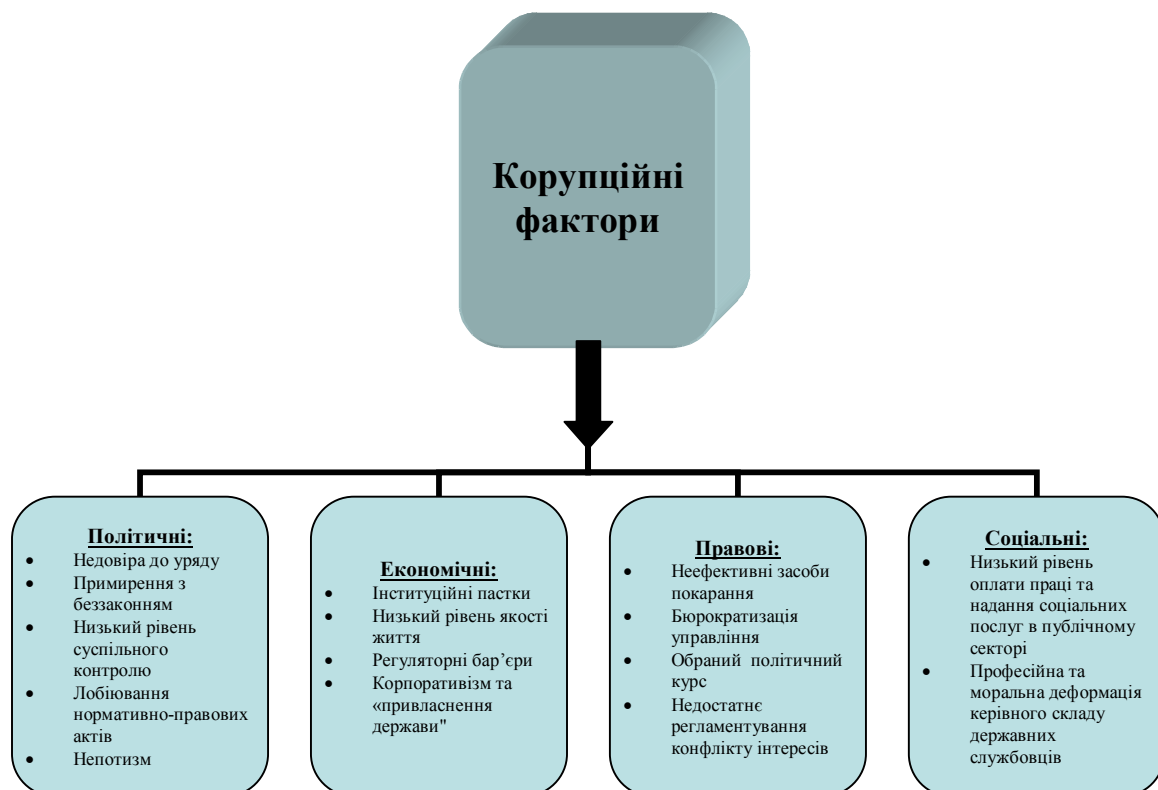 Корупційні
фактори
Політичні:
• Недовіра до уряду
• Примирення з
беззаконням
• Низький рівень
суспільного
контролю
• Лобіювання
нормативно-правових
актів
• Непотизм
Економічні:
• Інституційні пастки
• Низький рівень якості
життя
• Регуляторні бар’єри
• Корпоративізм та
«привласнення
держави"
Правові:
• Неефективні засоби
покарання
• Бюрократизація
управління
• Обраний політичний
курс
• Недостатнє
регламентування
конфлікту інтересів
Соціальні:
• Низький рівень
оплати праці та
надання соціальних
послуг в публічному
секторі
• Професійна та
моральна деформація
керівного складу
державних
службовців